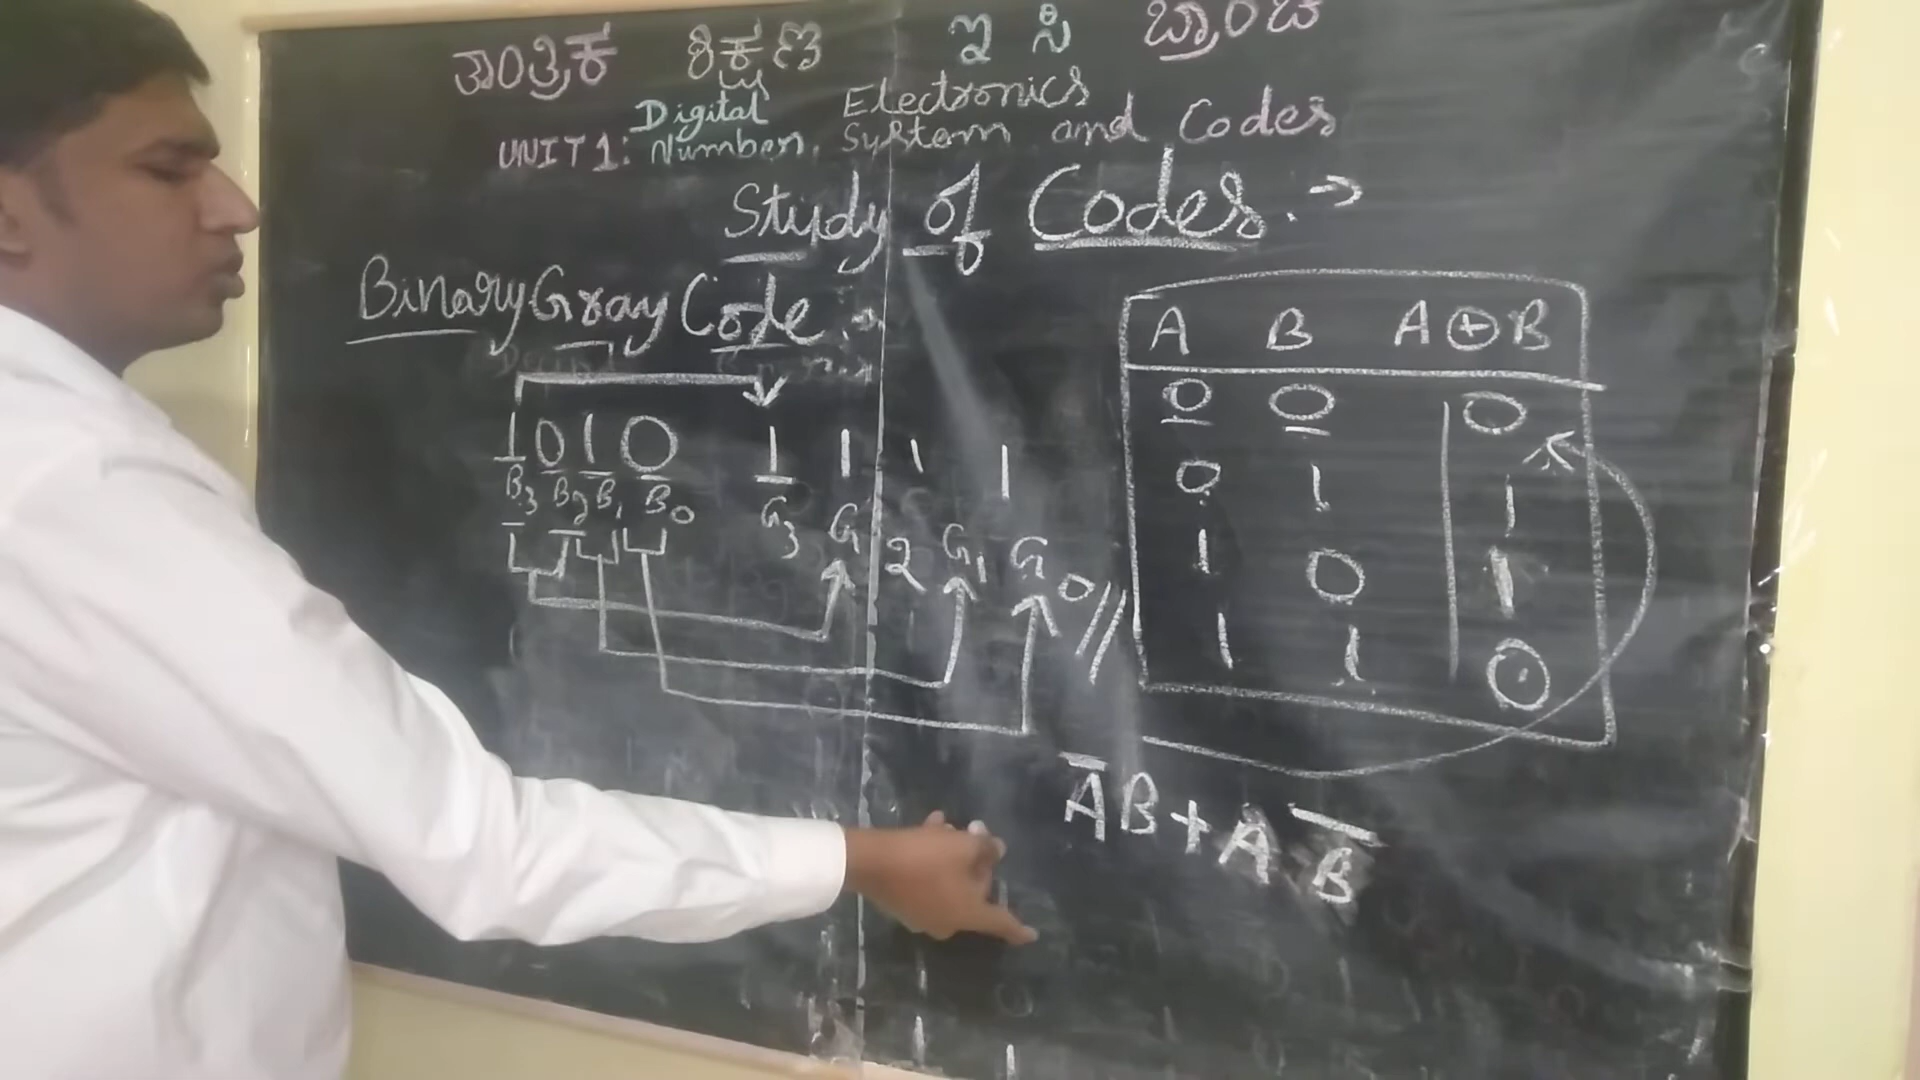 ತಾಂತ್ರಿಕ ಶಿಕ್ಷಣ ಇ ಸಿ ಬ್ರಾಂಚ
Digital Electronics
UNIT 1: Number System and Codes
Study of Codes :→
Binary Gray Code :→
A B A⊕B
0 0 0
0 1 1
1 0 1
1 1 0
1 0 1 0 1 1 1 1
B3 B2 B1 B0 G3 G2 G1 G0 //
A̅B + AB̅